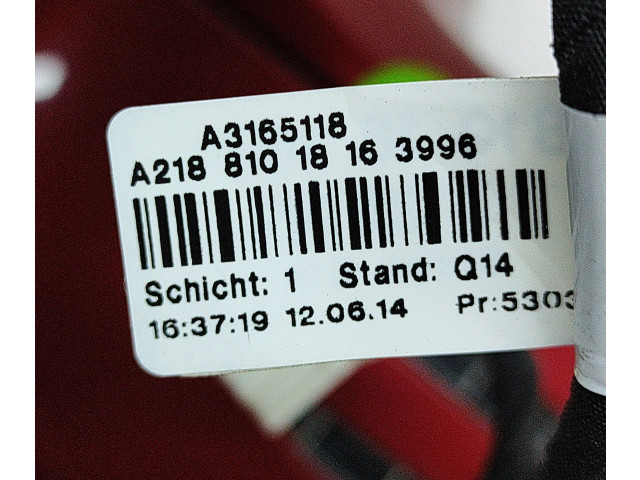 A3165118
A218 810 18 16 3996
Schicht: 1 Stand: Q14
16:37:19 12.06.14 Pr:5303